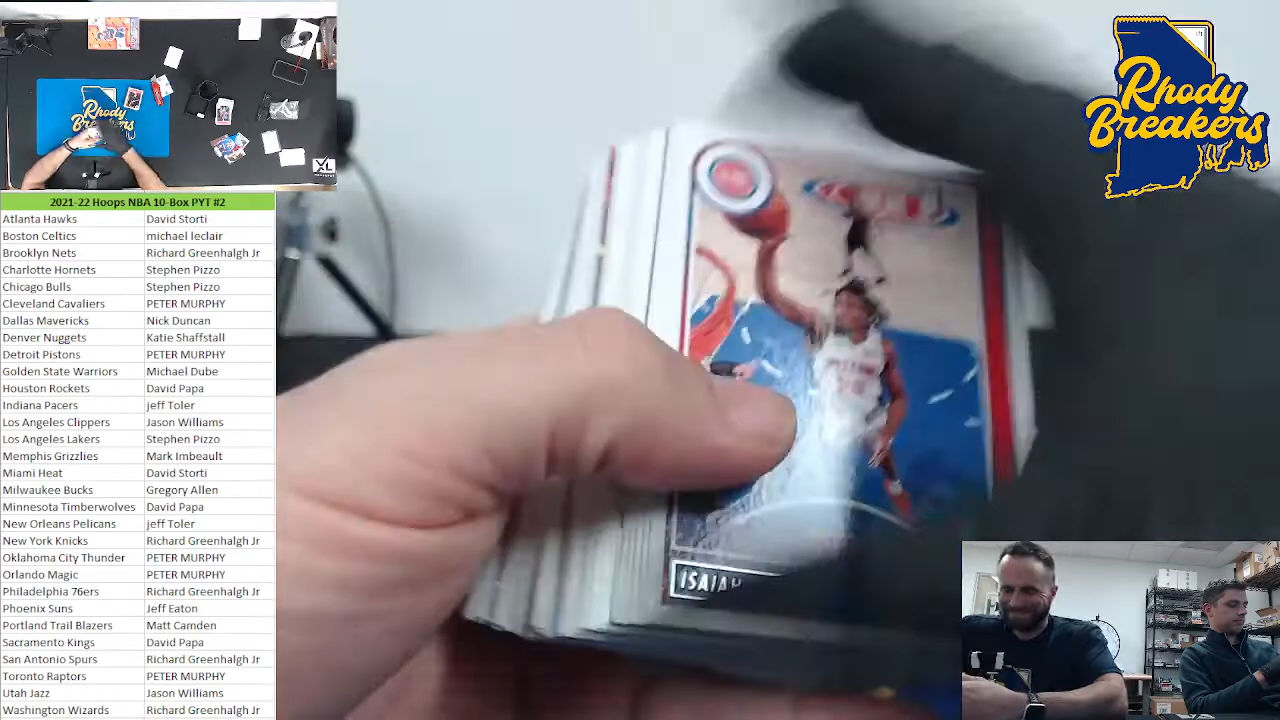 Rhody
Breakers
Rhody
Breakers
XL
2021-22 Hoops NBA 10-Box PYT #2
Atlanta Hawks David Storti
Boston Celtics michael leclair
Brooklyn Nets Richard Greenhalgh Jr
Charlotte Hornets Stephen Pizzo
Chicago Bulls Stephen Pizzo
Cleveland Cavaliers PETER MURPHY
Dallas Mavericks Nick Duncan
Denver Nuggets Katie Shaffstall
Detroit Pistons PETER MURPHY
Golden State Warriors Michael Dube
Houston Rockets David Papa
Indiana Pacers jeff Toler
Los Angeles Clippers Jason Williams
Los Angeles Lakers Stephen Pizzo
Memphis Grizzlies Mark Imbeault
Miami Heat David Storti
Milwaukee Bucks Gregory Allen
Minnesota Timberwolves David Papa
New Orleans Pelicans jeff Toler
New York Knicks Richard Greenhalgh Jr
Oklahoma City Thunder PETER MURPHY
Orlando Magic PETER MURPHY
Philadelphia 76ers Richard Greenhalgh Jr
Phoenix Suns Jeff Eaton
Portland Trail Blazers Matt Camden
Sacramento Kings David Papa
San Antonio Spurs Richard Greenhalgh Jr
Toronto Raptors PETER MURPHY
Utah Jazz Jason Williams
Washington Wizards Richard Greenhalgh Jr
ISAIAH